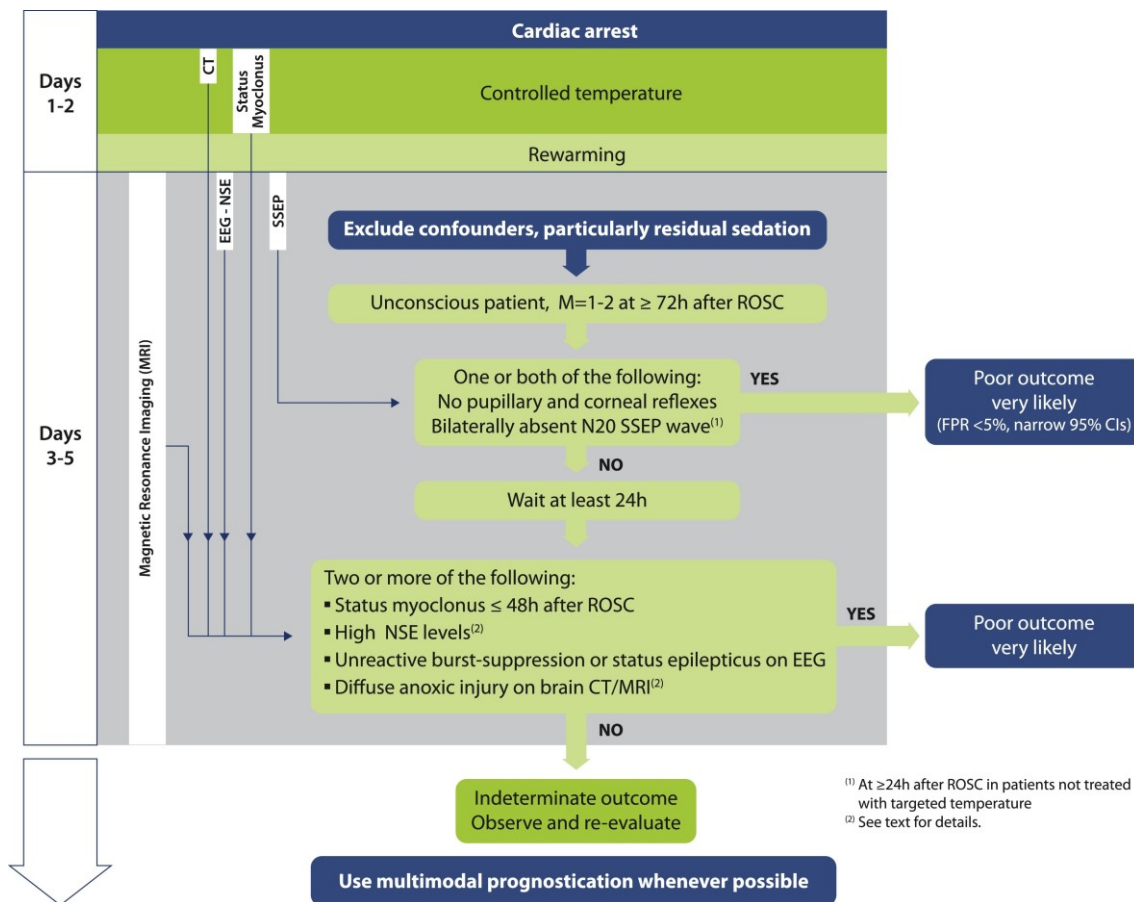 Cardiac arrest
Days
1-2
CT
Status
Myoclonus
Controlled temperature
Rewarming
Days
3-5
Magnetic Resonance Imaging (MRI)
EEG - NSE
SSEP
Exclude confounders, particularly residual sedation
Unconscious patient, M=1-2 at ≥ 72h after ROSC
One or both of the following:
No pupillary and corneal reflexes
Bilaterally absent N20 SSEP wave(1)
YES
Poor outcome
very likely
(FPR <5%, narrow 95% CIs)
NO
Wait at least 24h
Two or more of the following:
▪ Status myoclonus ≤ 48h after ROSC
▪ High NSE levels(2)
▪ Unreactive burst-suppression or status epilepticus on EEG
▪ Diffuse anoxic injury on brain CT/MRI(2)
YES
Poor outcome
very likely
NO
Indeterminate outcome
Observe and re-evaluate
(1) At ≥24h after ROSC in patients not treated
with targeted temperature
(2) See text for details.
Use multimodal prognostication whenever possible